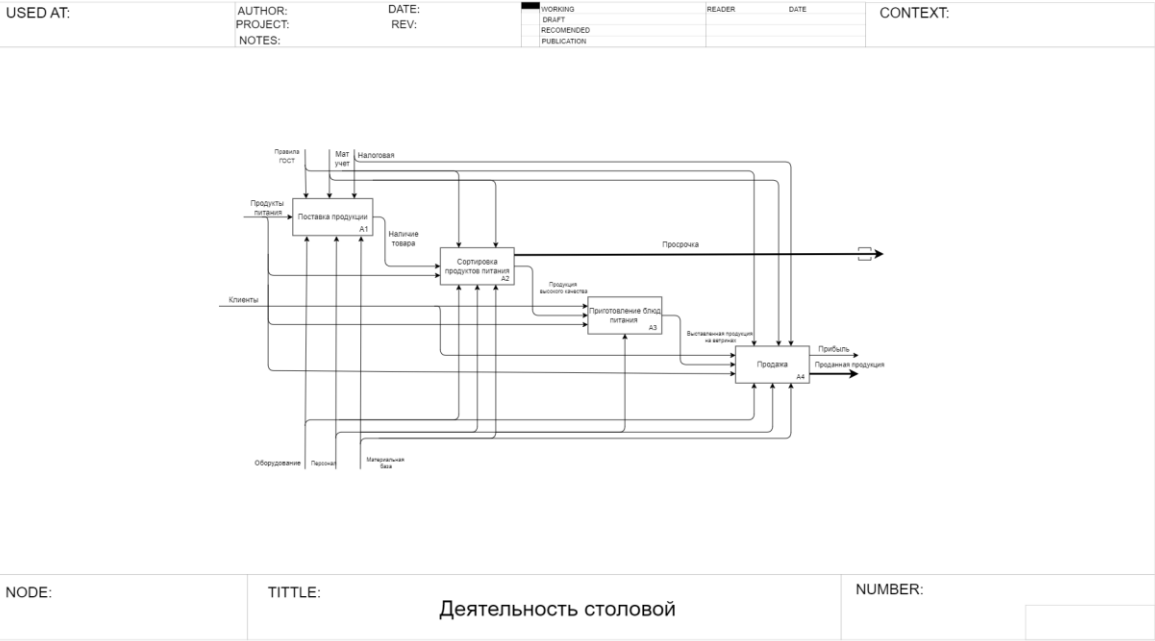 USED AT:
AUTHOR:
DATE:
PROJECT:
REV:
NOTES:
WORKING
DRAFT
RECOMENDED
PUBLICATION
READER
DATE
CONTEXT:
Правила
ГОСТ
Мат
учет
Налоговая
Продукты
питания
Поставка продукции
A1
Наличие
товара
Сортировка
продуктов питания
A2
Просрочка
Продукция
высокого качества
Клиенты
Приготовление блюд
питания
A3
Выставленная продукция
на витринах
Продажа
A4
Прибыль
Проданная продукция
Оборудование
Персонал
Материальная
база
NODE:
TITTLE:
Деятельность столовой
NUMBER: